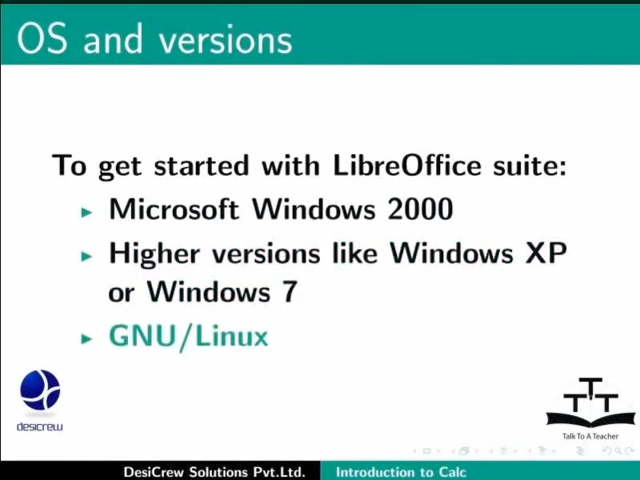 OS and versions
To get started with LibreOffice suite:
Microsoft Windows 2000
Higher versions like Windows XP
or Windows 7
GNU/Linux
desicrew
TTT
Talk To A Teacher
DesiCrew Solutions Pvt.Ltd. Introduction to Calc